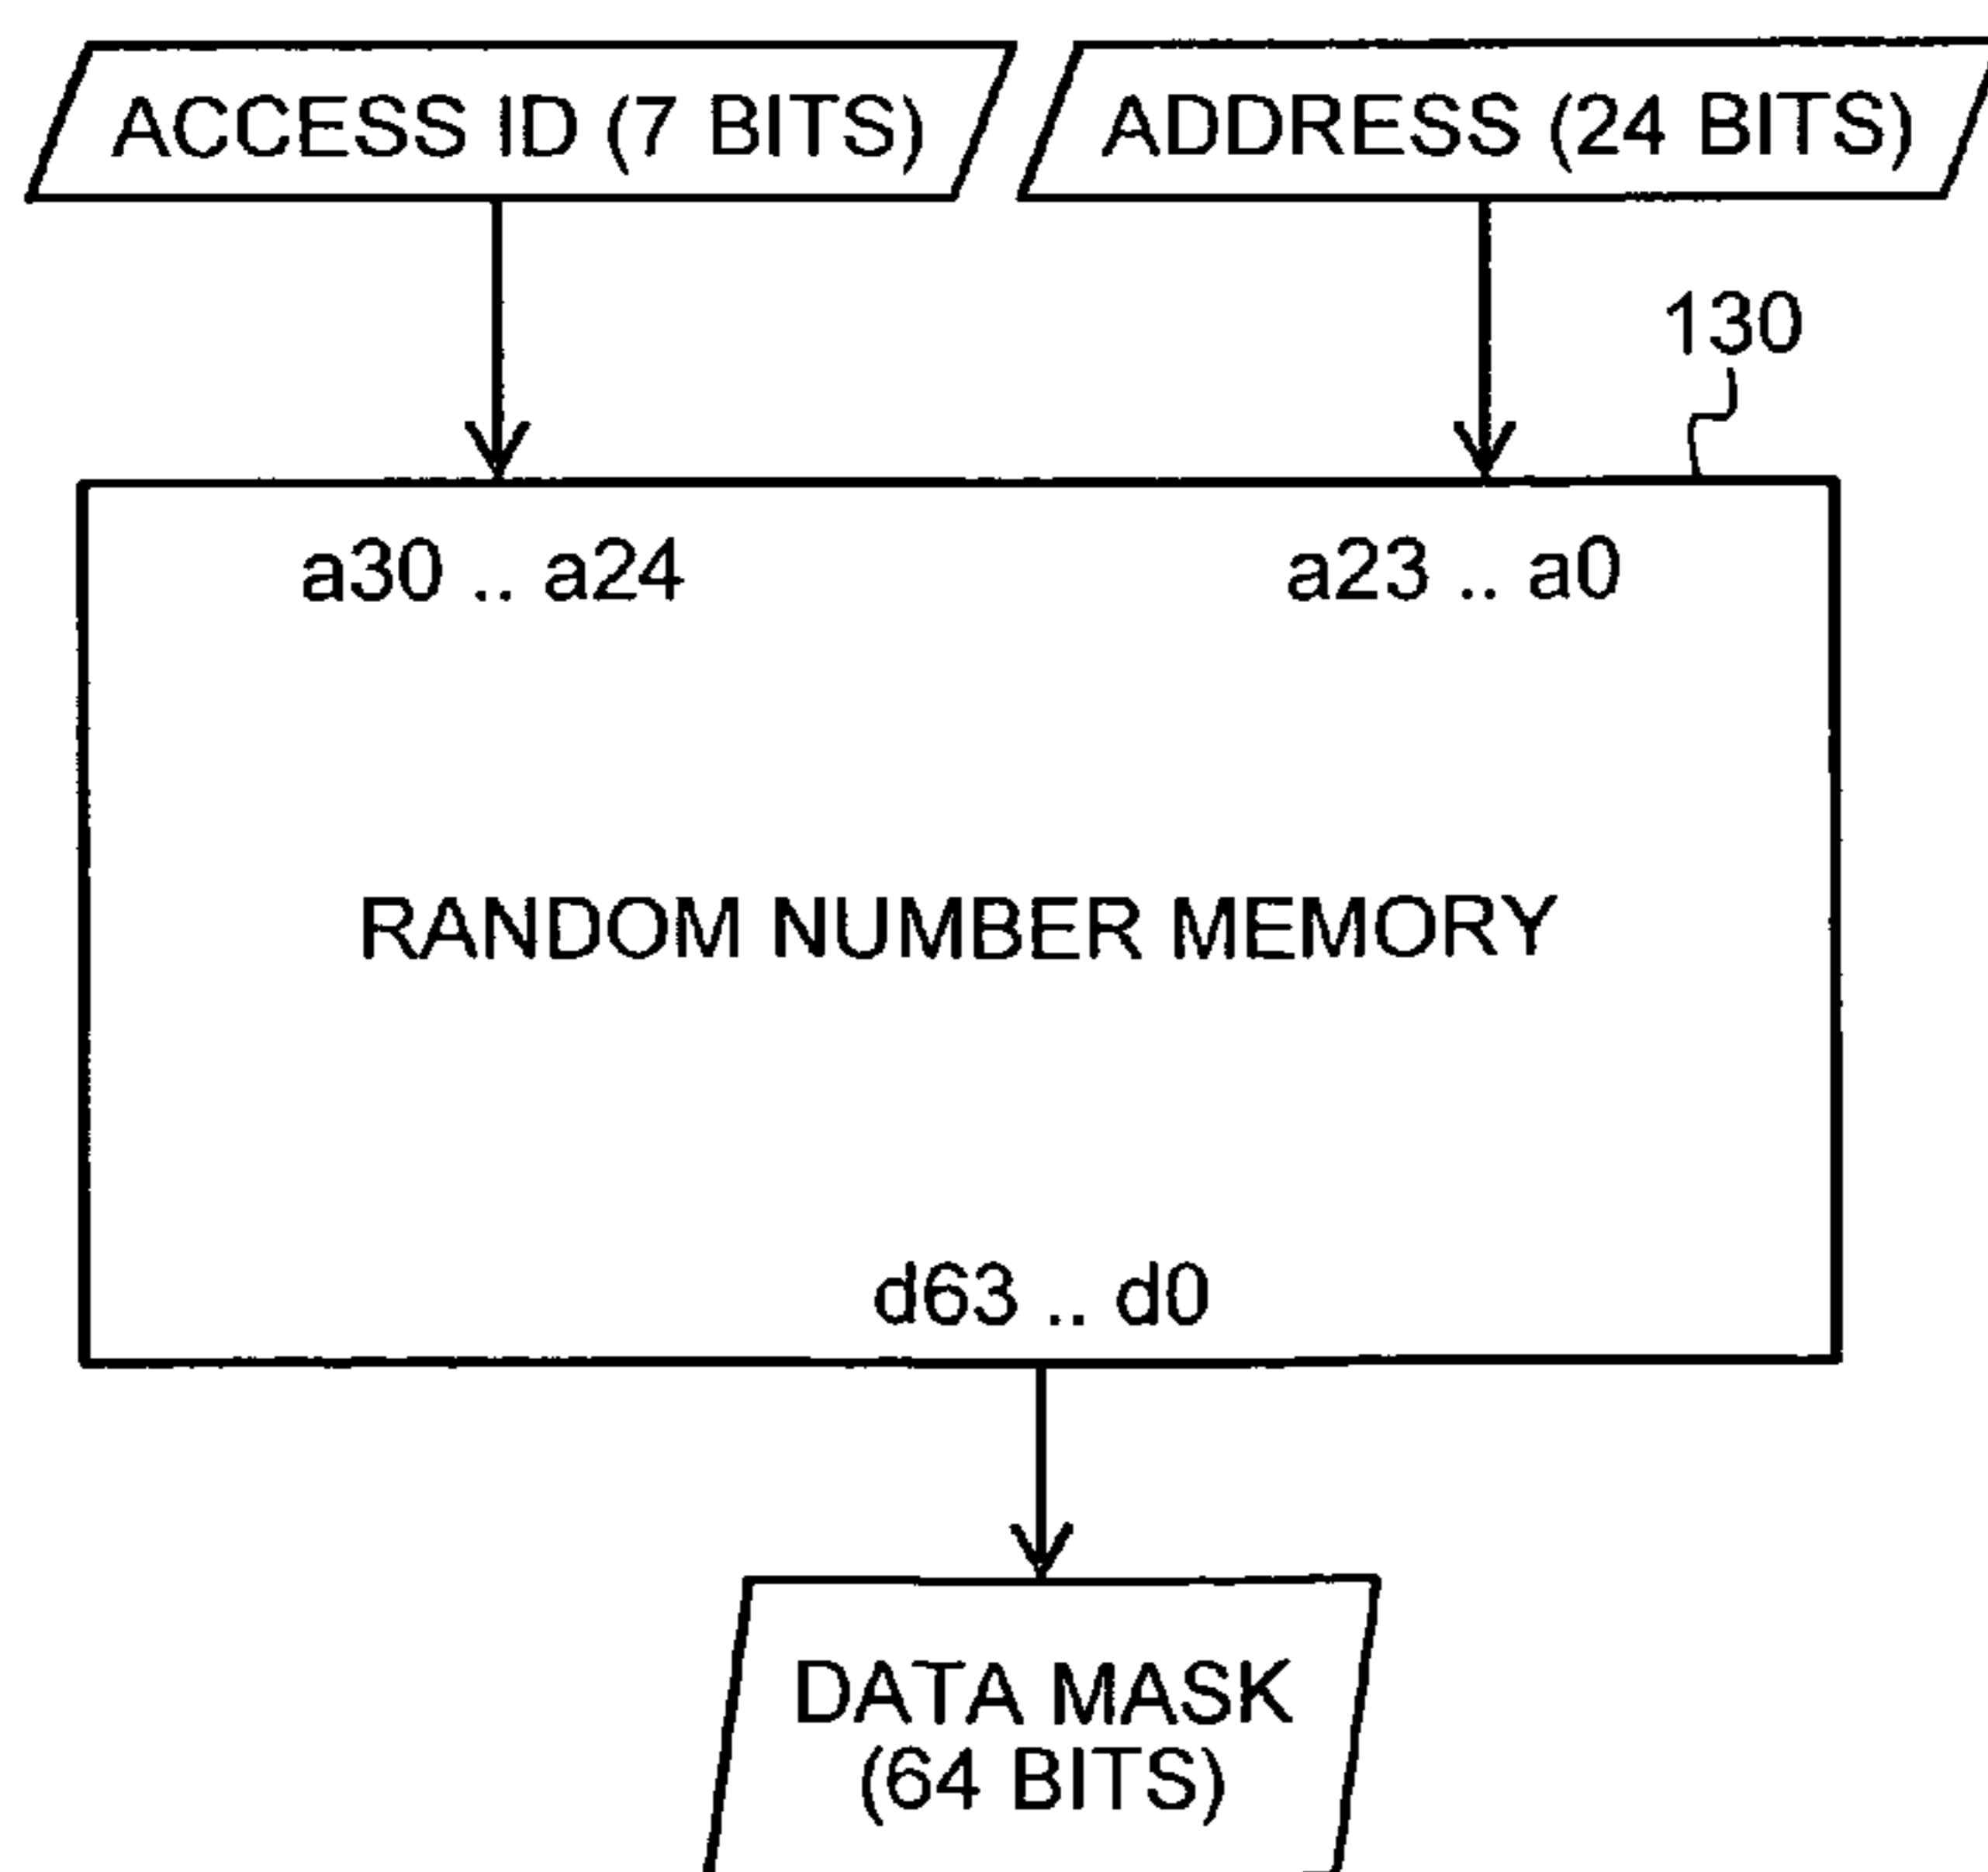 ACCESS ID (7 BITS)
ADDRESS (24 BITS)
130
a30 .. a24
a23 .. a0
RANDOM NUMBER MEMORY
d63 .. d0
DATA MASK
(64 BITS)